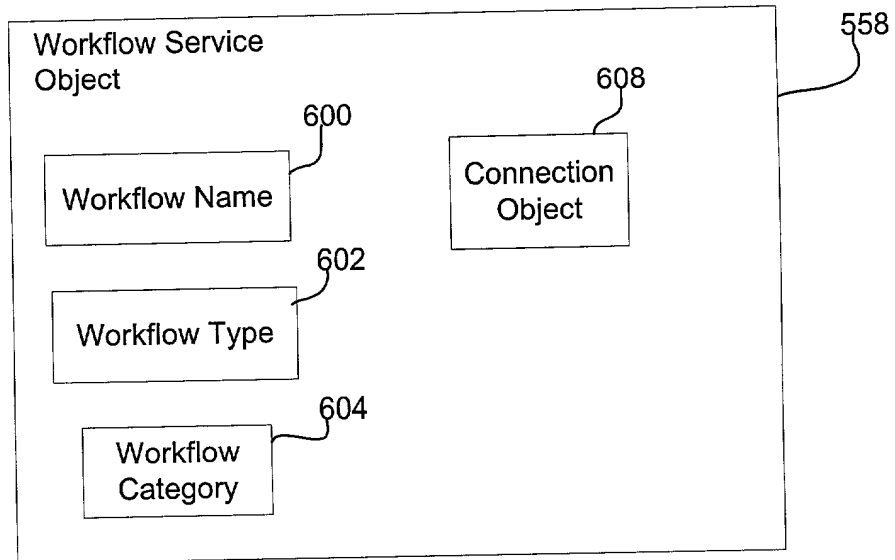 Workflow Service
Object
558
600
608
Workflow Name
Connection
Object
602
Workflow Type
604
Workflow
Category